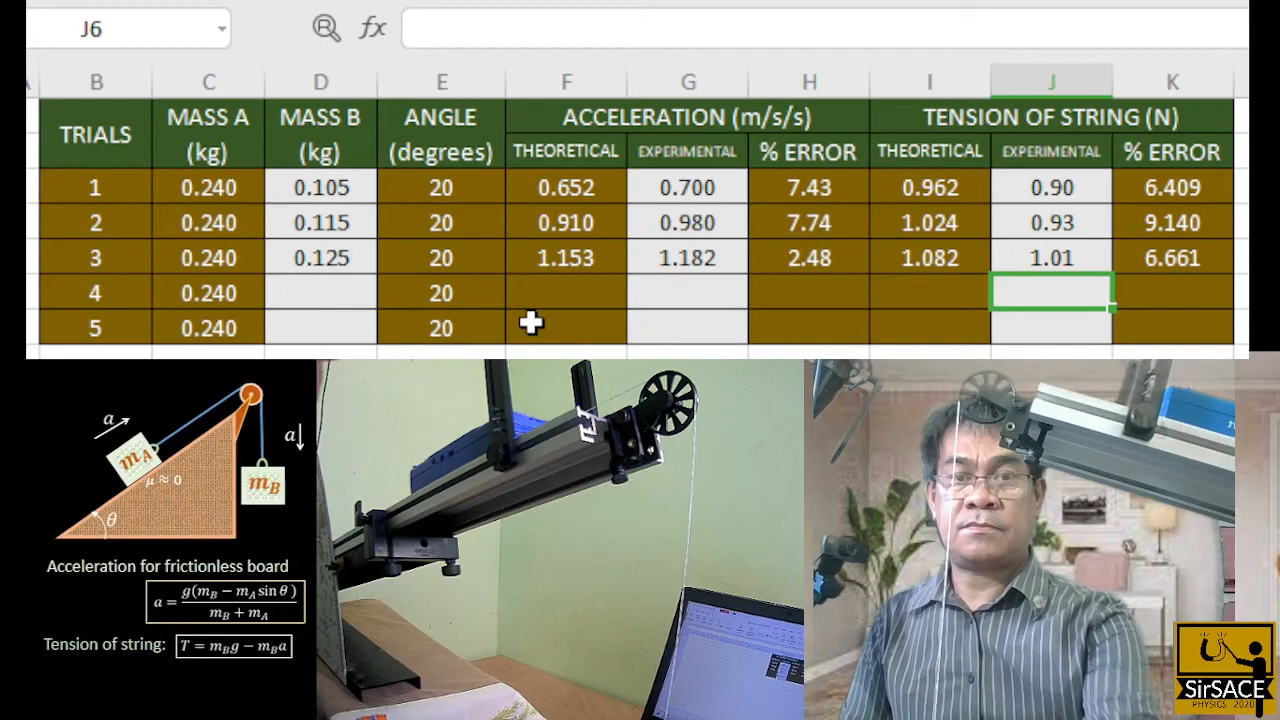 J6
fx
B C D E F G H I J K
TRIALS MASS A (kg) MASS B (kg) ANGLE (degrees) ACCELERATION (m/s/s) TENSION OF STRING (N)
THEORETICAL EXPERIMENTAL % ERROR THEORETICAL EXPERIMENTAL % ERROR
1 0.240 0.105 20 0.652 0.700 7.43 0.962 0.90 6.409
2 0.240 0.115 20 0.910 0.980 7.74 1.024 0.93 9.140
3 0.240 0.125 20 1.153 1.182 2.48 1.082 1.01 6.661
4 0.240 20
5 0.240 20
a
a
mA
mB
μ ≈ 0
θ
Acceleration for frictionless board
a = g(mB − mA sin θ) / mB + mA
Tension of string: T = mBg − mBa
SirSACE
PHYSICS 2020